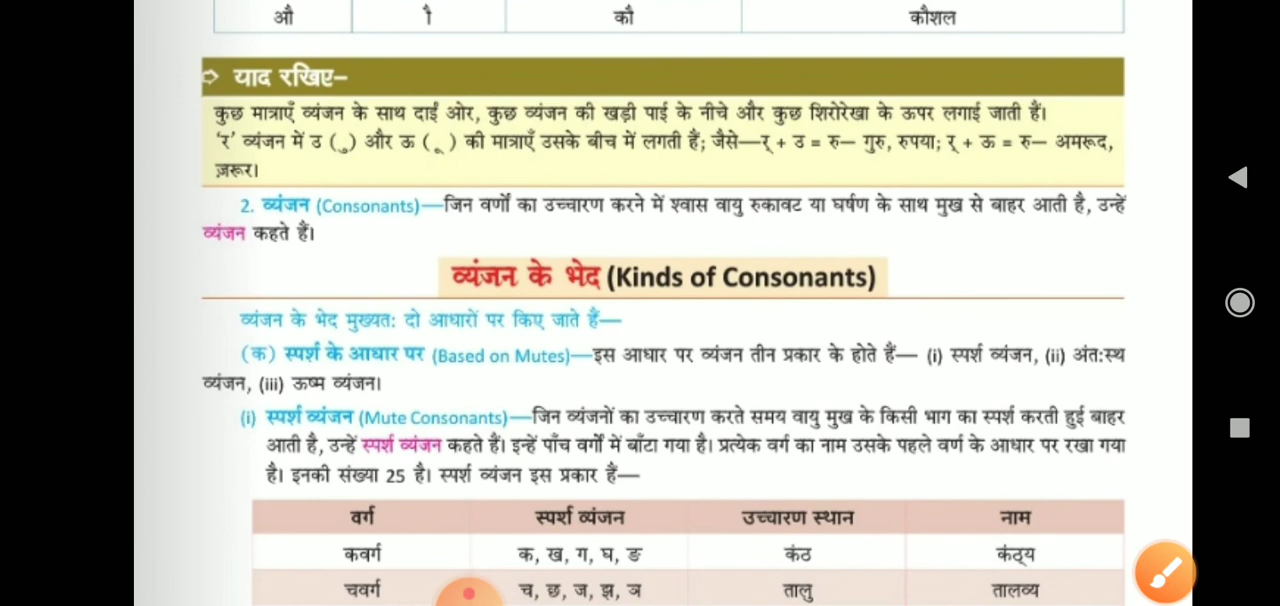 औ ौ कौ कौशल
⇨ याद रखिए–
कुछ मात्राएँ व्यंजन के साथ दाईं ओर, कुछ व्यंजन की खड़ी पाई के नीचे और कुछ शिरोरेखा के ऊपर लगाई जाती हैं।
‘र’ व्यंजन में उ ( ु) और ऊ ( ू ) की मात्राएँ उसके बीच में लगती हैं; जैसे—र् + उ = रु— गुरु, रुपया; र् + ऊ = रु— अमरूद,
ज़रूर।
2. व्यंजन (Consonants)—जिन वर्णों का उच्चारण करने में श्वास वायु रुकावट या घर्षण के साथ मुख से बाहर आती है, उन्हें
व्यंजन कहते हैं।
व्यंजन के भेद (Kinds of Consonants)
व्यंजन के भेद मुख्यत: दो आधारों पर किए जाते हैं—
(क) स्पर्श के आधार पर (Based on Mutes)—इस आधार पर व्यंजन तीन प्रकार के होते हैं— (i) स्पर्श व्यंजन, (ii) अंत:स्थ
व्यंजन, (iii) ऊष्म व्यंजन।
(i) स्पर्श व्यंजन (Mute Consonants)—जिन व्यंजनों का उच्चारण करते समय वायु मुख के किसी भाग का स्पर्श करती हुई बाहर
आती है, उन्हें स्पर्श व्यंजन कहते हैं। इन्हें पाँच वर्गों में बाँटा गया है। प्रत्येक वर्ग का नाम उसके पहले वर्ण के आधार पर रखा गया
है। इनकी संख्या 25 है। स्पर्श व्यंजन इस प्रकार हैं—
वर्ग स्पर्श व्यंजन उच्चारण स्थान नाम
कवर्ग क, ख, ग, घ, ङ कंठ कंठ्य
चवर्ग च, छ, ज, झ, ञ तालु तालव्य